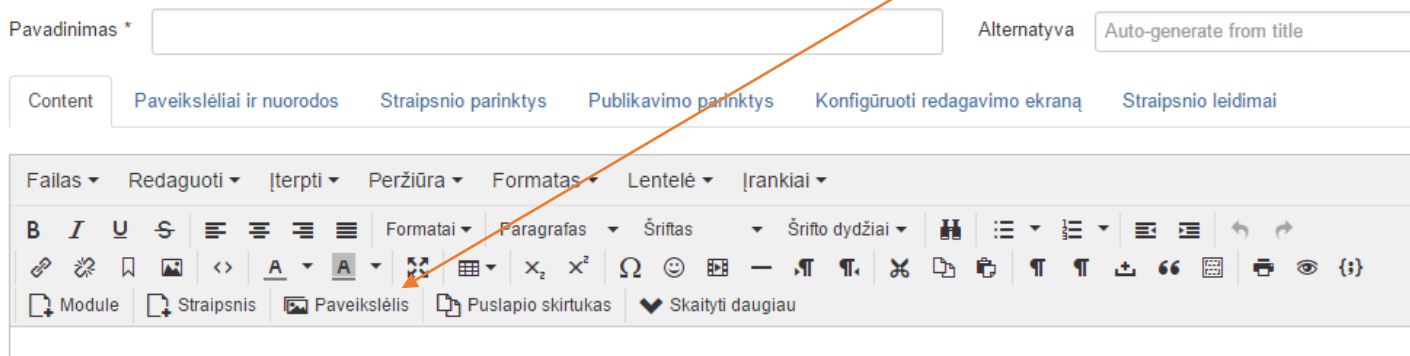 Pavadinimas * Alternatyva Auto-generate from title
Content Paveikslėliai ir nuorodos Straipsnio parinktys Publikavimo parinktys Konfigūruoti redagavimo ekraną Straipsnio leidimai
Failas Redaguoti Įterpti Peržiūra Formatas Lentelė Įrankiai
B I U S Formatai Paragrafas Šriftas Šrifto dydžiai
A A x₂ x² Ω ¶ ¶ ¶ ¶ {;}
Module Straipsnis Paveikslėlis Puslapio skirtukas Skaityti daugiau